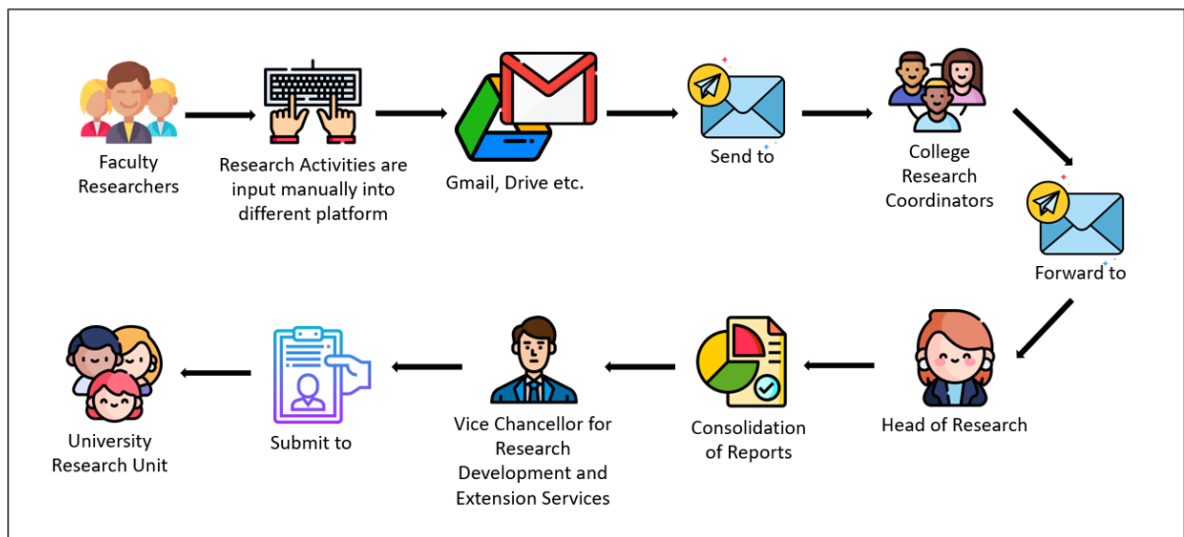 Faculty
Researchers
Research Activities are
input manually into
different platform
Gmail, Drive etc.
Send to
College
Research
Coordinators
Forward to
Head of Research
Consolidation
of Reports
Vice Chancellor for
Research
Development and
Extension Services
Submit to
University
Research Unit